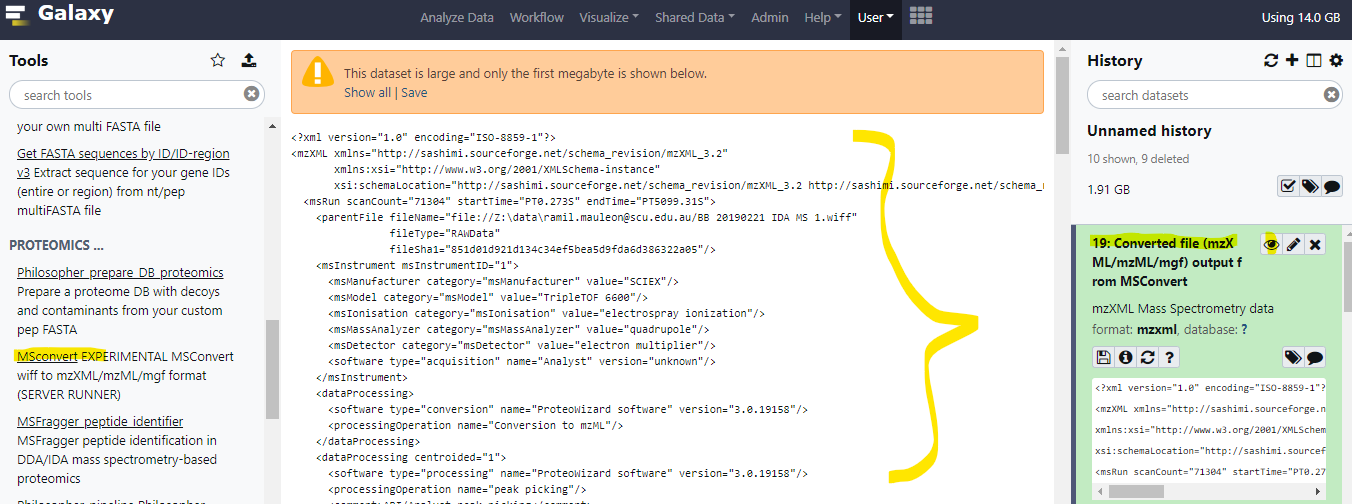 Galaxy
Analyze Data Workflow Visualize Shared Data Admin Help User Using 14.0 GB
Tools
search tools
your own multi FASTA file
Get FASTA sequences by ID/ID-region
v3 Extract sequence for your gene IDs
(entire or region) from nt/pep
multiFASTA file
PROTEOMICS ...
Philosopher prepare DB proteomics
Prepare a proteome DB with decoys
and contaminants from your custom
pep FASTA
MSconvert EXPERIMENTAL MSConvert
wiff to mzXML/mzML/mgf format
(SERVER RUNNER)
MSFragger peptide identifier
MSFragger peptide identification in
DDA/IDA mass spectrometry-based
proteomics
This dataset is large and only the first megabyte is shown below.
Show all | Save
<?xml version="1.0" encoding="ISO-8859-1"?>
<mzXML xmlns="http://sashimi.sourceforge.net/schema_revision/mzXML_3.2"
xmlns:xsi="http://www.w3.org/2001/XMLSchema-instance"
xsi:schemaLocation="http://sashimi.sourceforge.net/schema_revision/mzXML_3.2 http://sashimi.sourceforge.net/schema_r
<msRun scanCount="71304" startTime="PT0.273S" endTime="PT5099.31S">
<parentFile fileName="file://Z:\data\ramil.mauleon@scu.edu.au/BB 20190221 IDA MS 1.wiff"
fileType="RAWData"
fileSha1="851d01d921d134c34ef5bea5d9fda6d386322a05"/>
<msInstrument msInstrumentID="1">
<msManufacturer category="msManufacturer" value="SCIEX"/>
<msModel category="msModel" value="TripleTOF 6600"/>
<msIonisation category="msIonisation" value="electrospray ionization"/>
<msMassAnalyzer category="msMassAnalyzer" value="quadrupole"/>
<msDetector category="msDetector" value="electron multiplier"/>
<software type="acquisition" name="Analyst" version="unknown"/>
</msInstrument>
<dataProcessing>
<software type="conversion" name="ProteoWizard software" version="3.0.19158"/>
<processingOperation name="Conversion to mzML"/>
</dataProcessing>
<dataProcessing centroided="1">
<software type="processing" name="ProteoWizard software" version="3.0.19158"/>
<processingOperation name="peak picking"/>
History
search datasets
Unnamed history
10 shown, 9 deleted
1.91 GB
19: Converted file (mzX
ML/mzML/mgf) output f
rom MSConvert
mzXML Mass Spectrometry data
format: mzxml, database: ?
<?xml version="1.0" encoding="ISO-8859-1"?
<mzXML xmlns="http://sashimi.sourceforge.n
xmlns:xsi="http://www.w3.org/2001/XMLSchem
xsi:schemaLocation="http://sashimi.sourcef
<msRun scanCount="71304" startTime="PT0.27